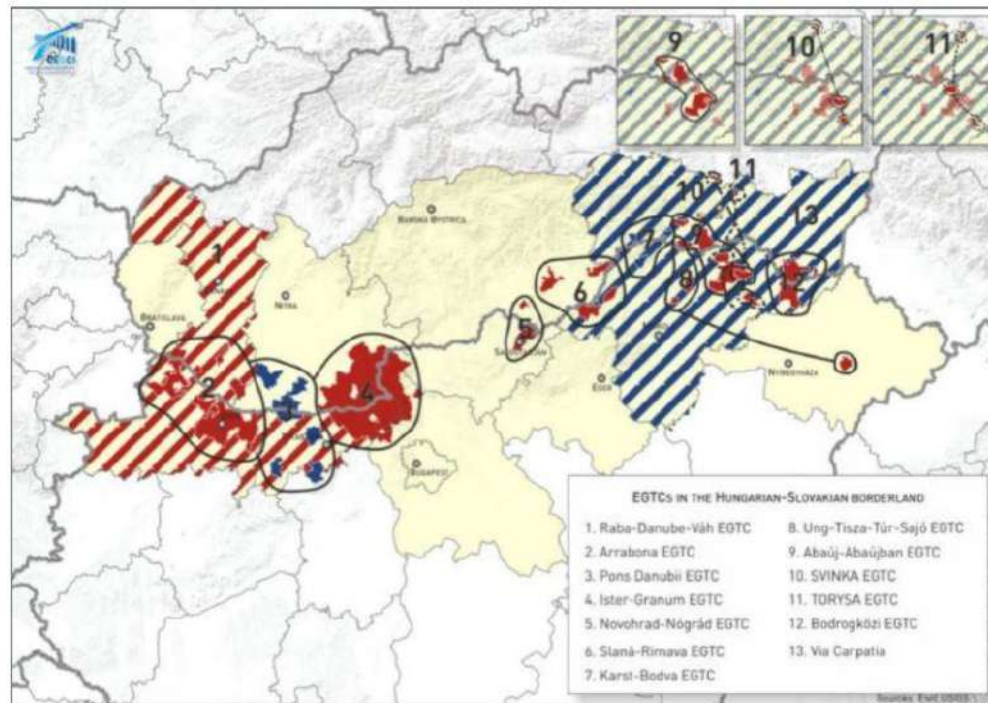 9
10
11
11
10
13
BANSKÁ BYSTRICA
1
9
7
NITRA
6
8
BRATISLAVA
12
5
2
4
3
NYÍREGYHÁZA
EGER
BUDAPEST
EGTCS IN THE HUNGARIAN-SLOVAKIAN BORDERLAND
1. Raba-Danube-Váh EGTC
2. Arrabona EGTC
3. Pons Danubii EGTC
4. Ister-Granum EGTC
5. Novohrad-Nógrád EGTC
6. Slaná-Rimava EGTC
7. Karst-Bodva EGTC
8. Ung-Tisza-Túr-Sajó EGTC
9. Abaúj-Abaújban EGTC
10. SVINKA EGTC
11. TORYSA EGTC
12. Bodrogközi EGTC
13. Via Carpatia